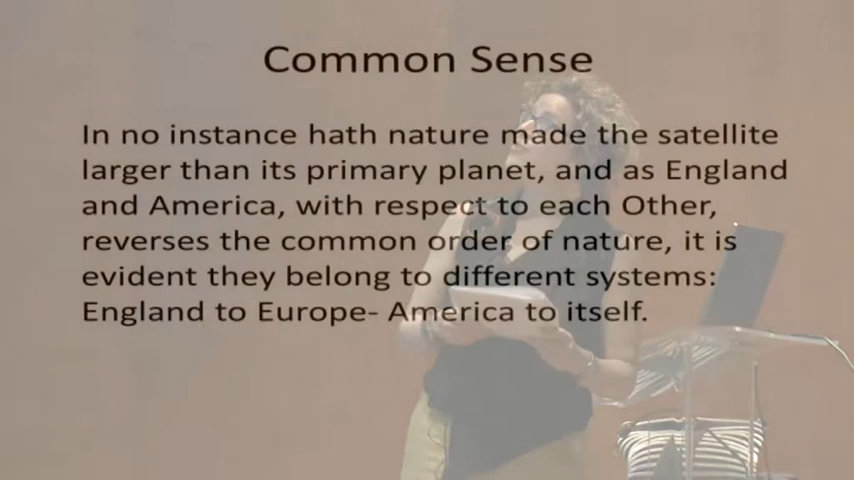 Common Sense
In no instance hath nature made the satellite
larger than its primary planet, and as England
and America, with respect to each Other,
reverses the common order of nature, it is
evident they belong to different systems:
England to Europe- America to itself.